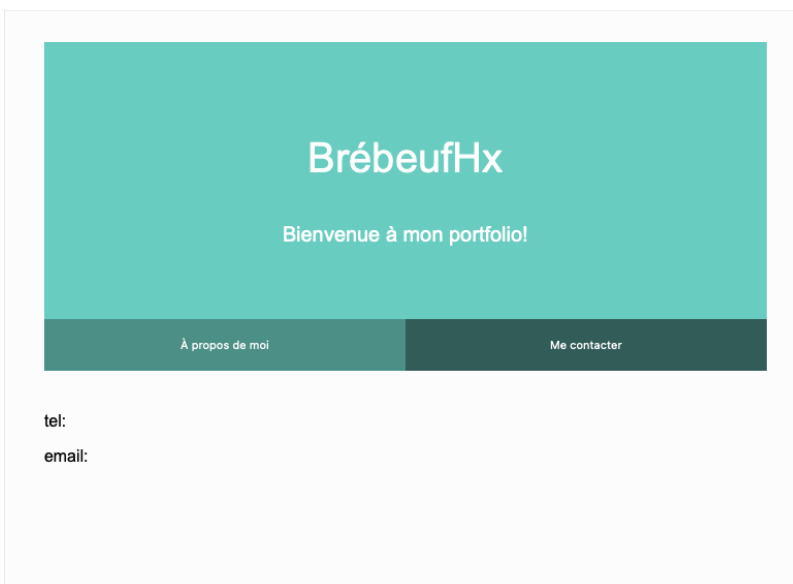 BrébeufHx
Bienvenue à mon portfolio!
À propos de moi
Me contacter
tel:
email: